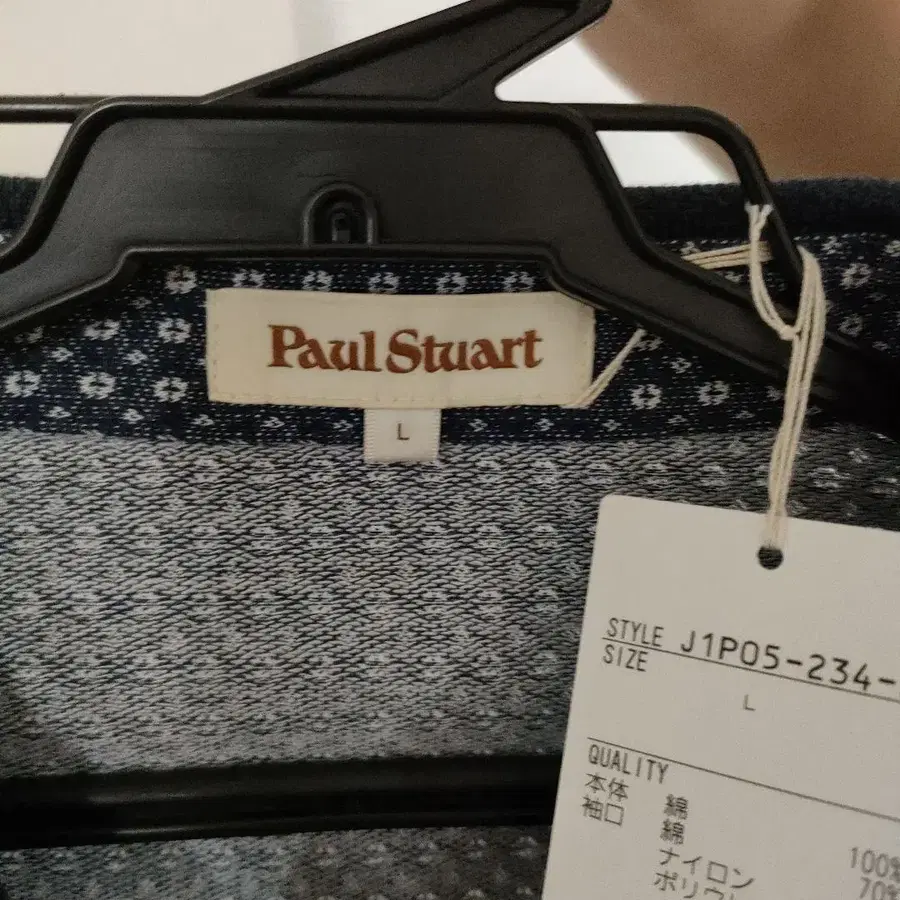 Paul Stuart
L
STYLE J1P05-234-
SIZE
L
QUALITY
本体 綿 100%
袖口 綿 70%
ナイロン
ポリウ